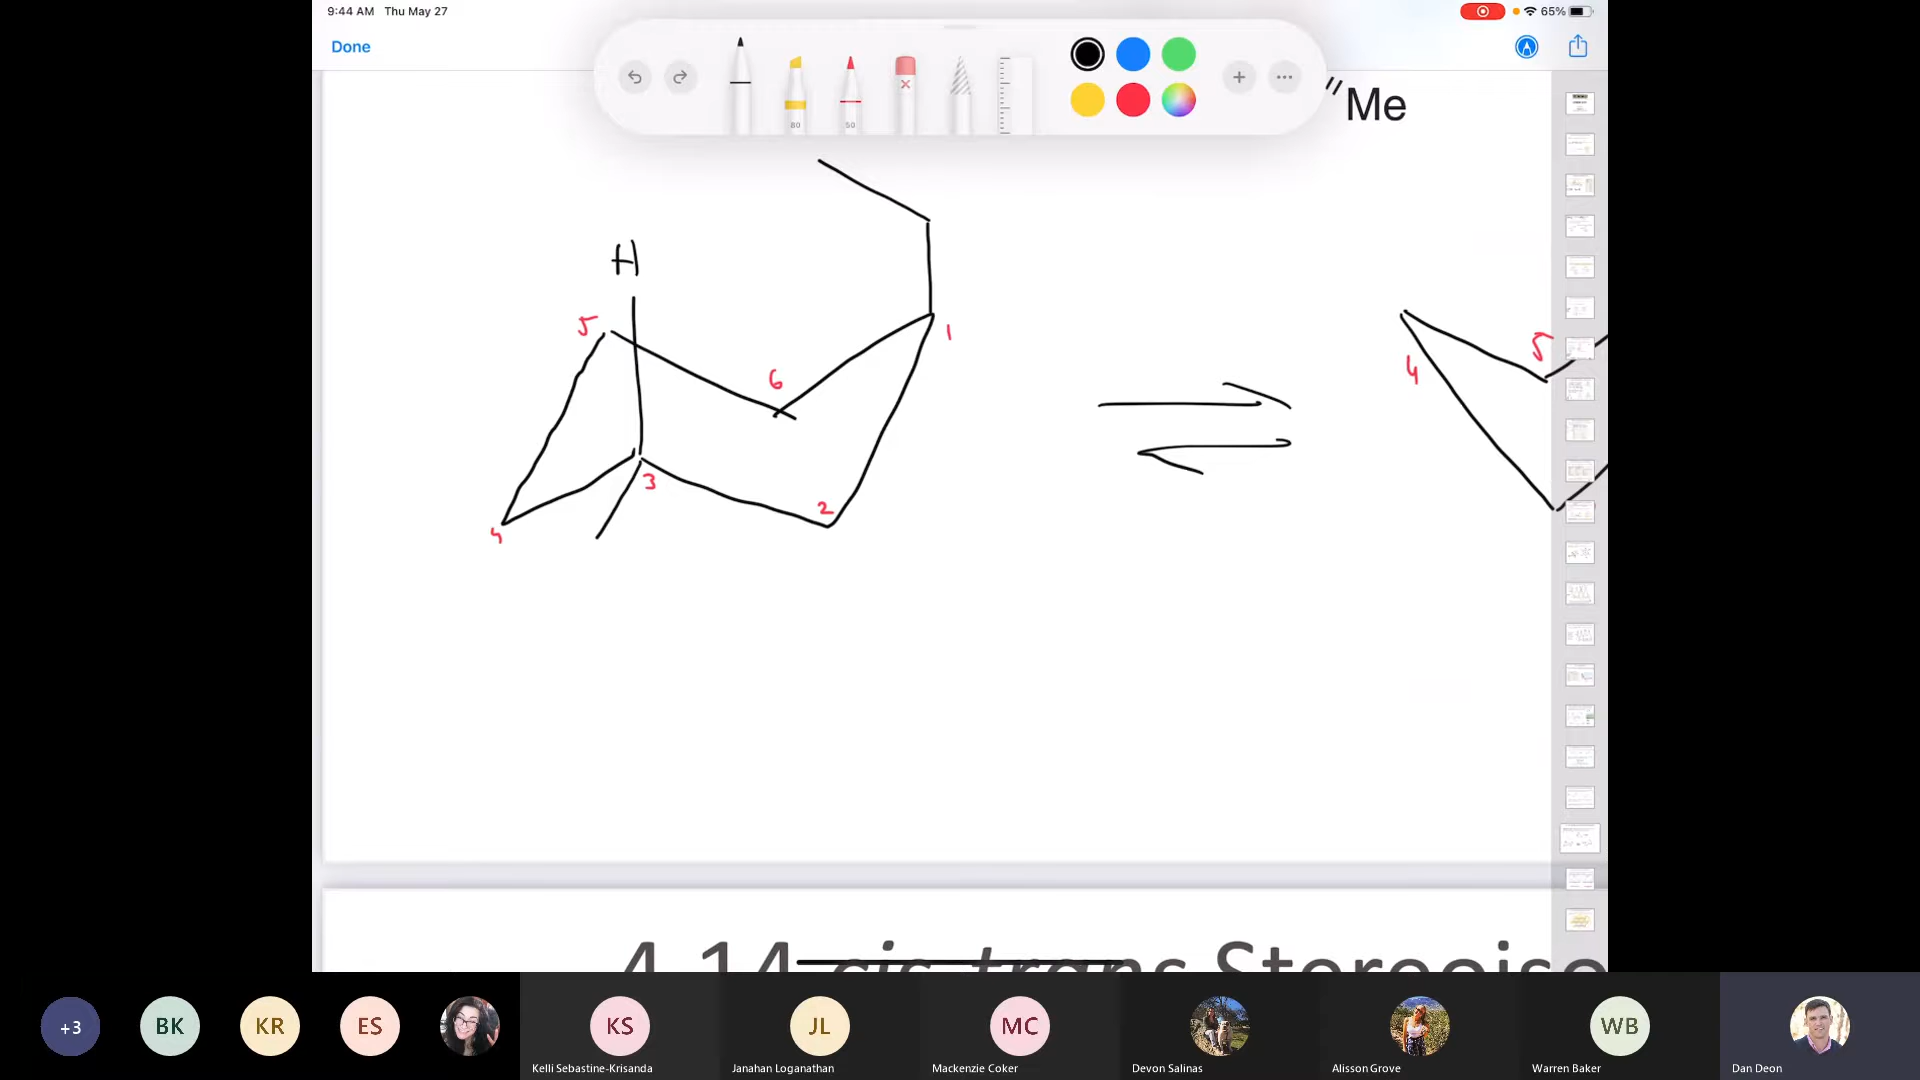 9:44 AM Thu May 27
65%
Done
80
50
"Me
H
5
6
1
5
4
3
2
4
4.14 cis-trans Stereoiso
+3
BK
KR
ES
KS
JL
MC
WB
Kelli Sebastine-Krisanda
Janahan Loganathan
Mackenzie Coker
Devon Salinas
Alisson Grove
Warren Baker
Dan Deon